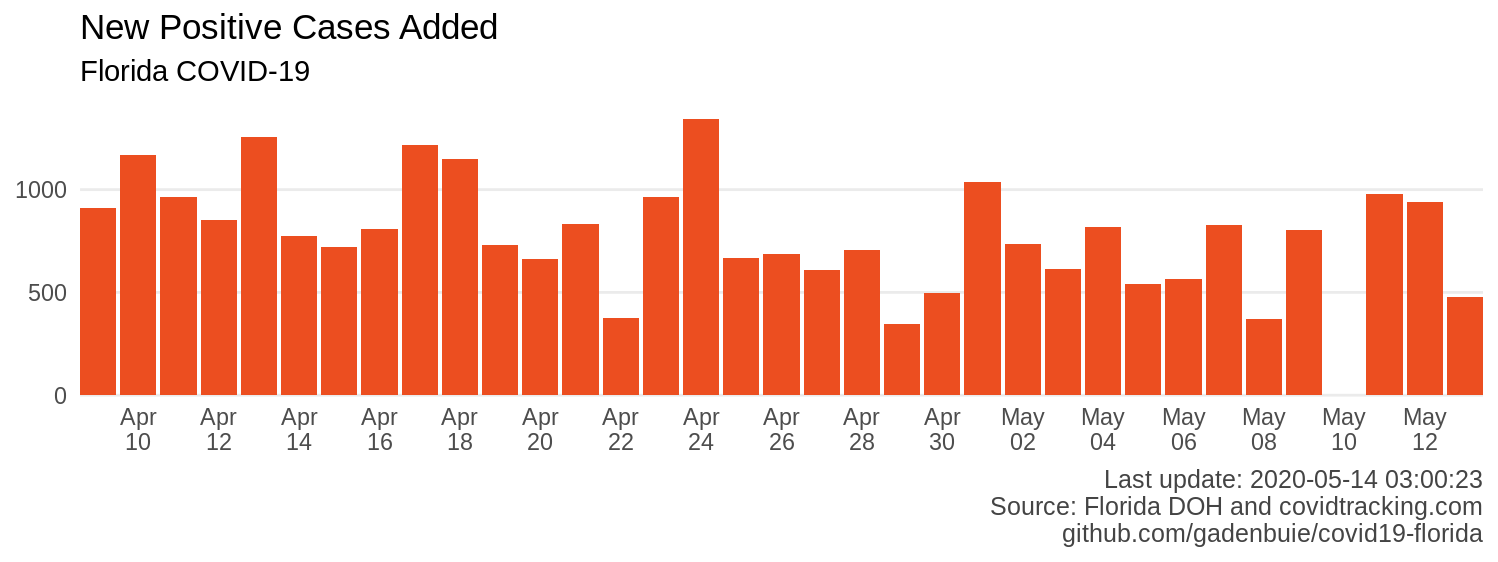 New Positive Cases Added
Florida COVID-19
1000
500
0
Apr Apr Apr Apr Apr Apr Apr Apr Apr Apr Apr May May May May May May
10 12 14 16 18 20 22 24 26 28 30 02 04 06 08 10 12
Last update: 2020-05-14 03:00:23
Source: Florida DOH and covidtracking.com
github.com/gadenbuie/covid19-florida